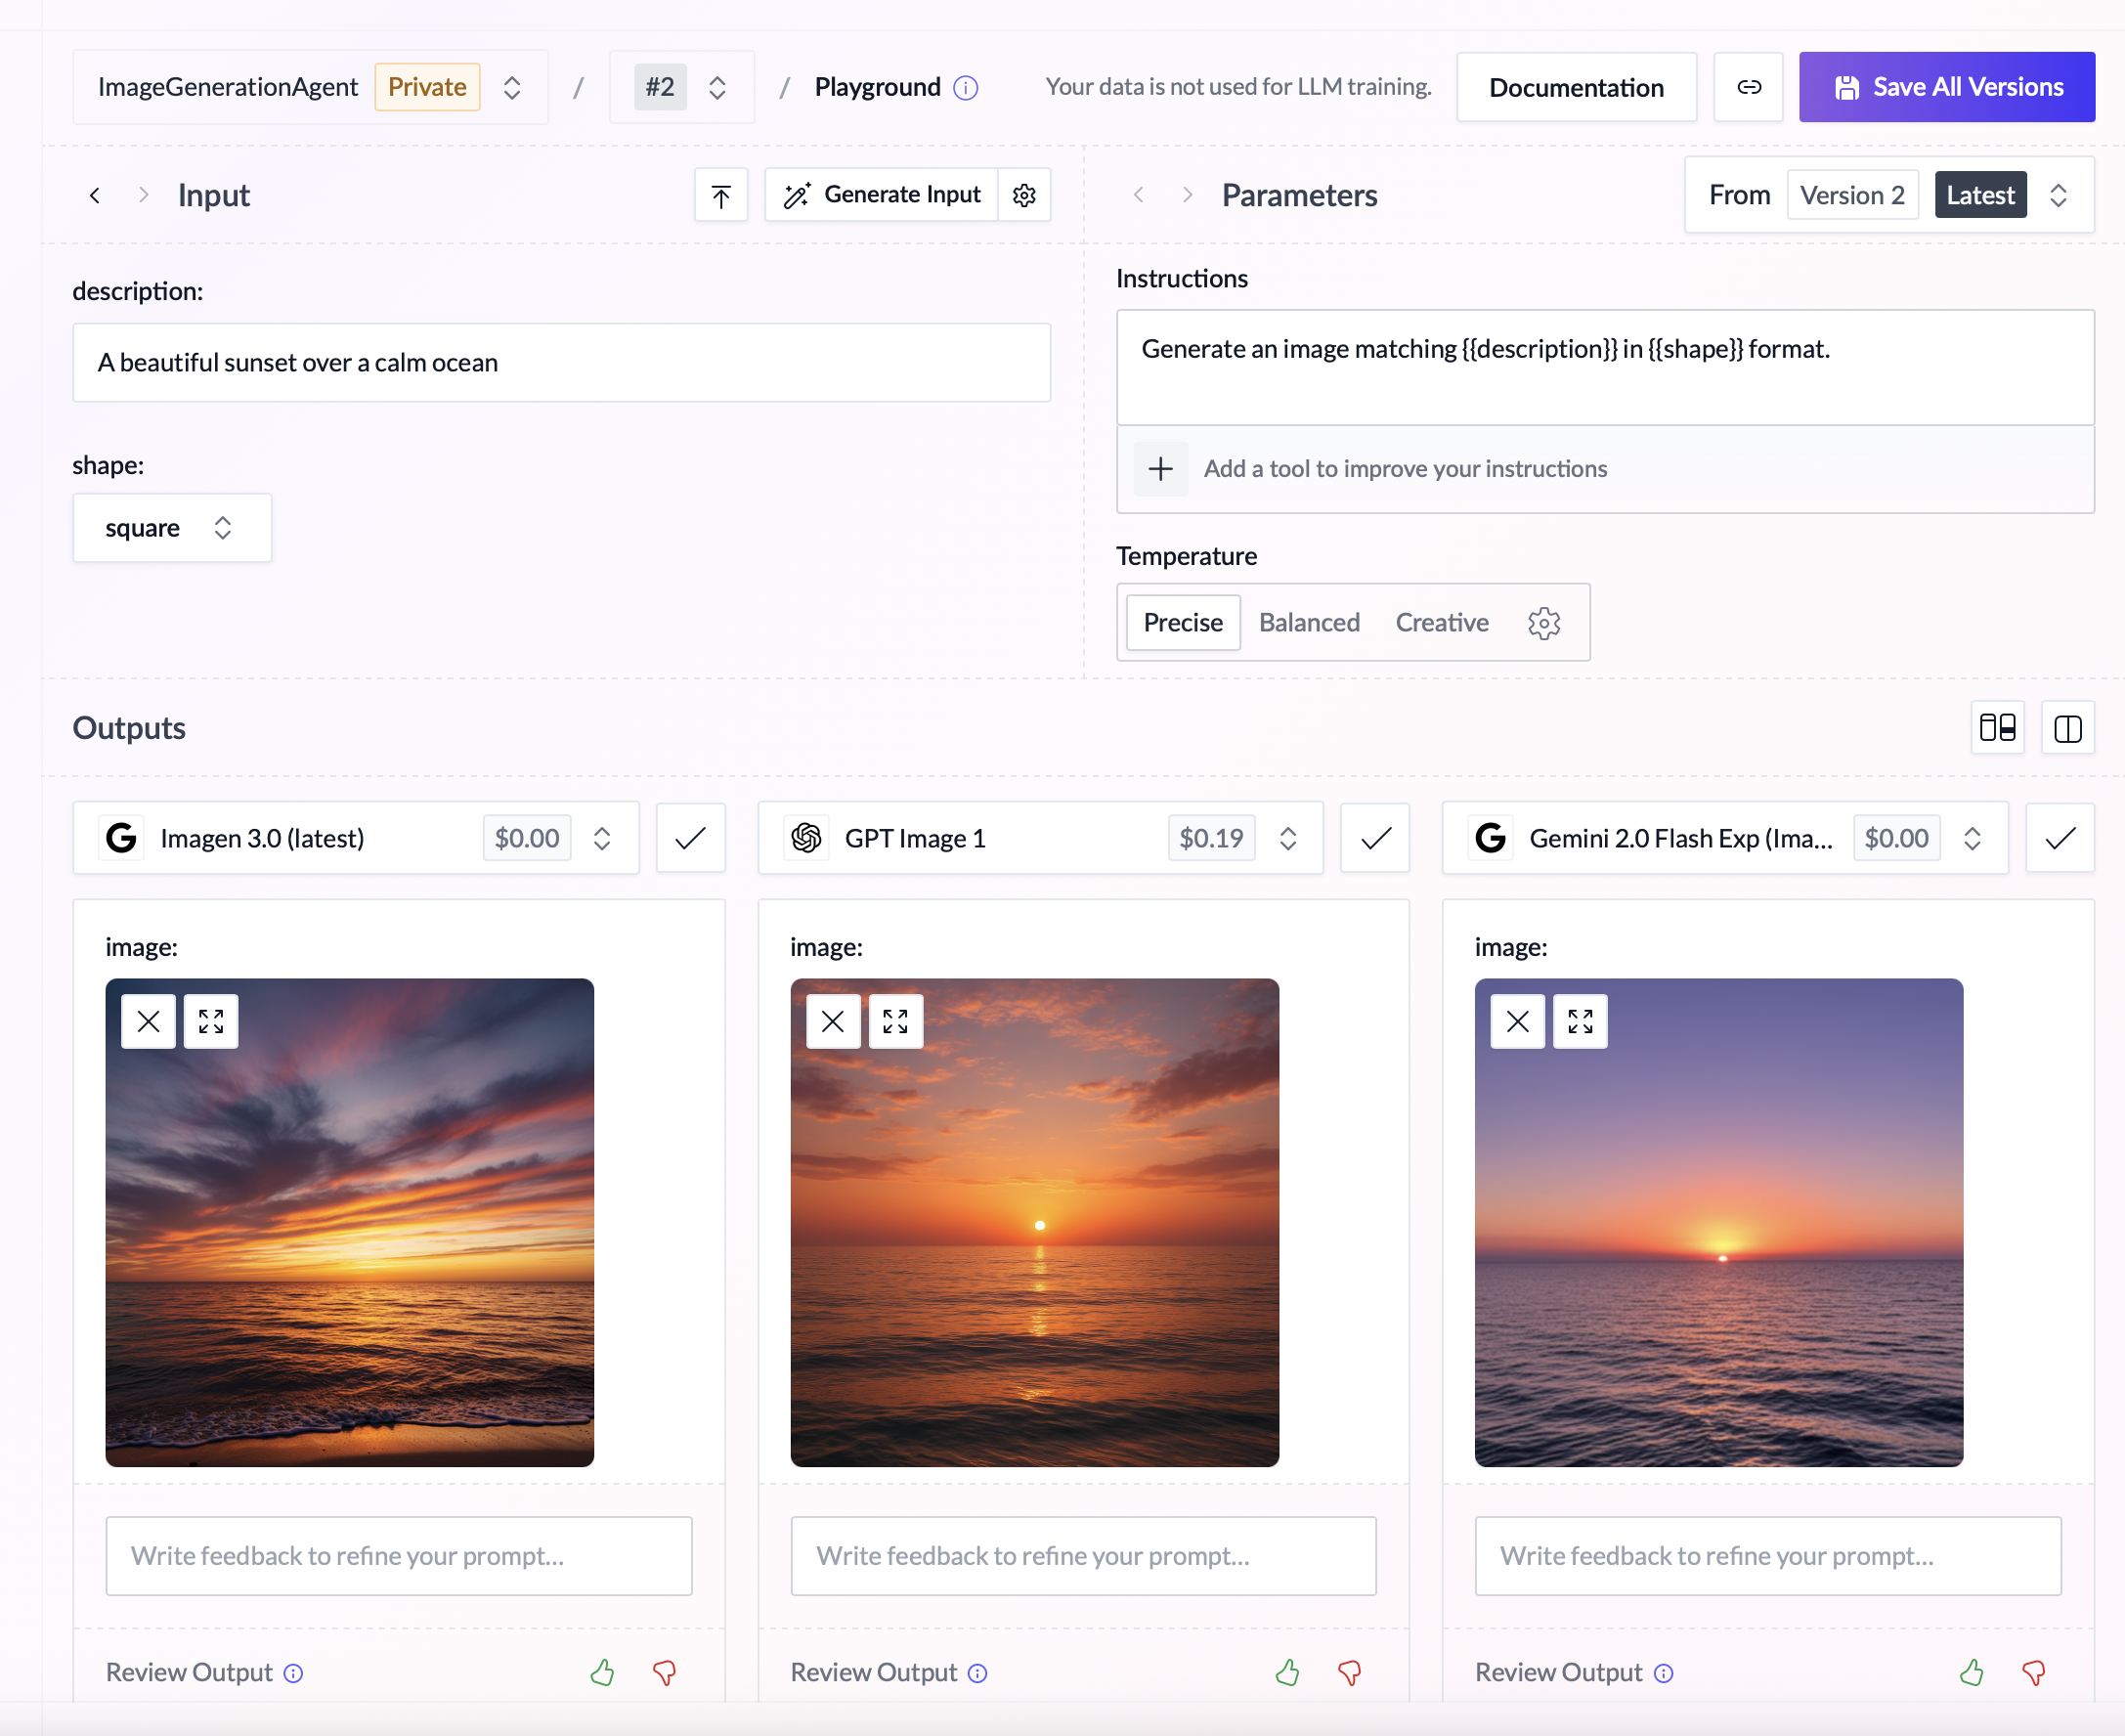 ImageGenerationAgent Private / #2 / Playground Your data is not used for LLM training. Documentation Save All Versions
Input Generate Input
description:
A beautiful sunset over a calm ocean
shape:
square
Parameters From Version 2 Latest
Instructions
Generate an image matching {{description}} in {{shape}} format.
Add a tool to improve your instructions
Temperature
Precise Balanced Creative
Outputs
Imagen 3.0 (latest) $0.00
image:
Write feedback to refine your prompt...
Review Output
GPT Image 1 $0.19
image:
Write feedback to refine your prompt...
Review Output
Gemini 2.0 Flash Exp (Ima... $0.00
image:
Write feedback to refine your prompt...
Review Output